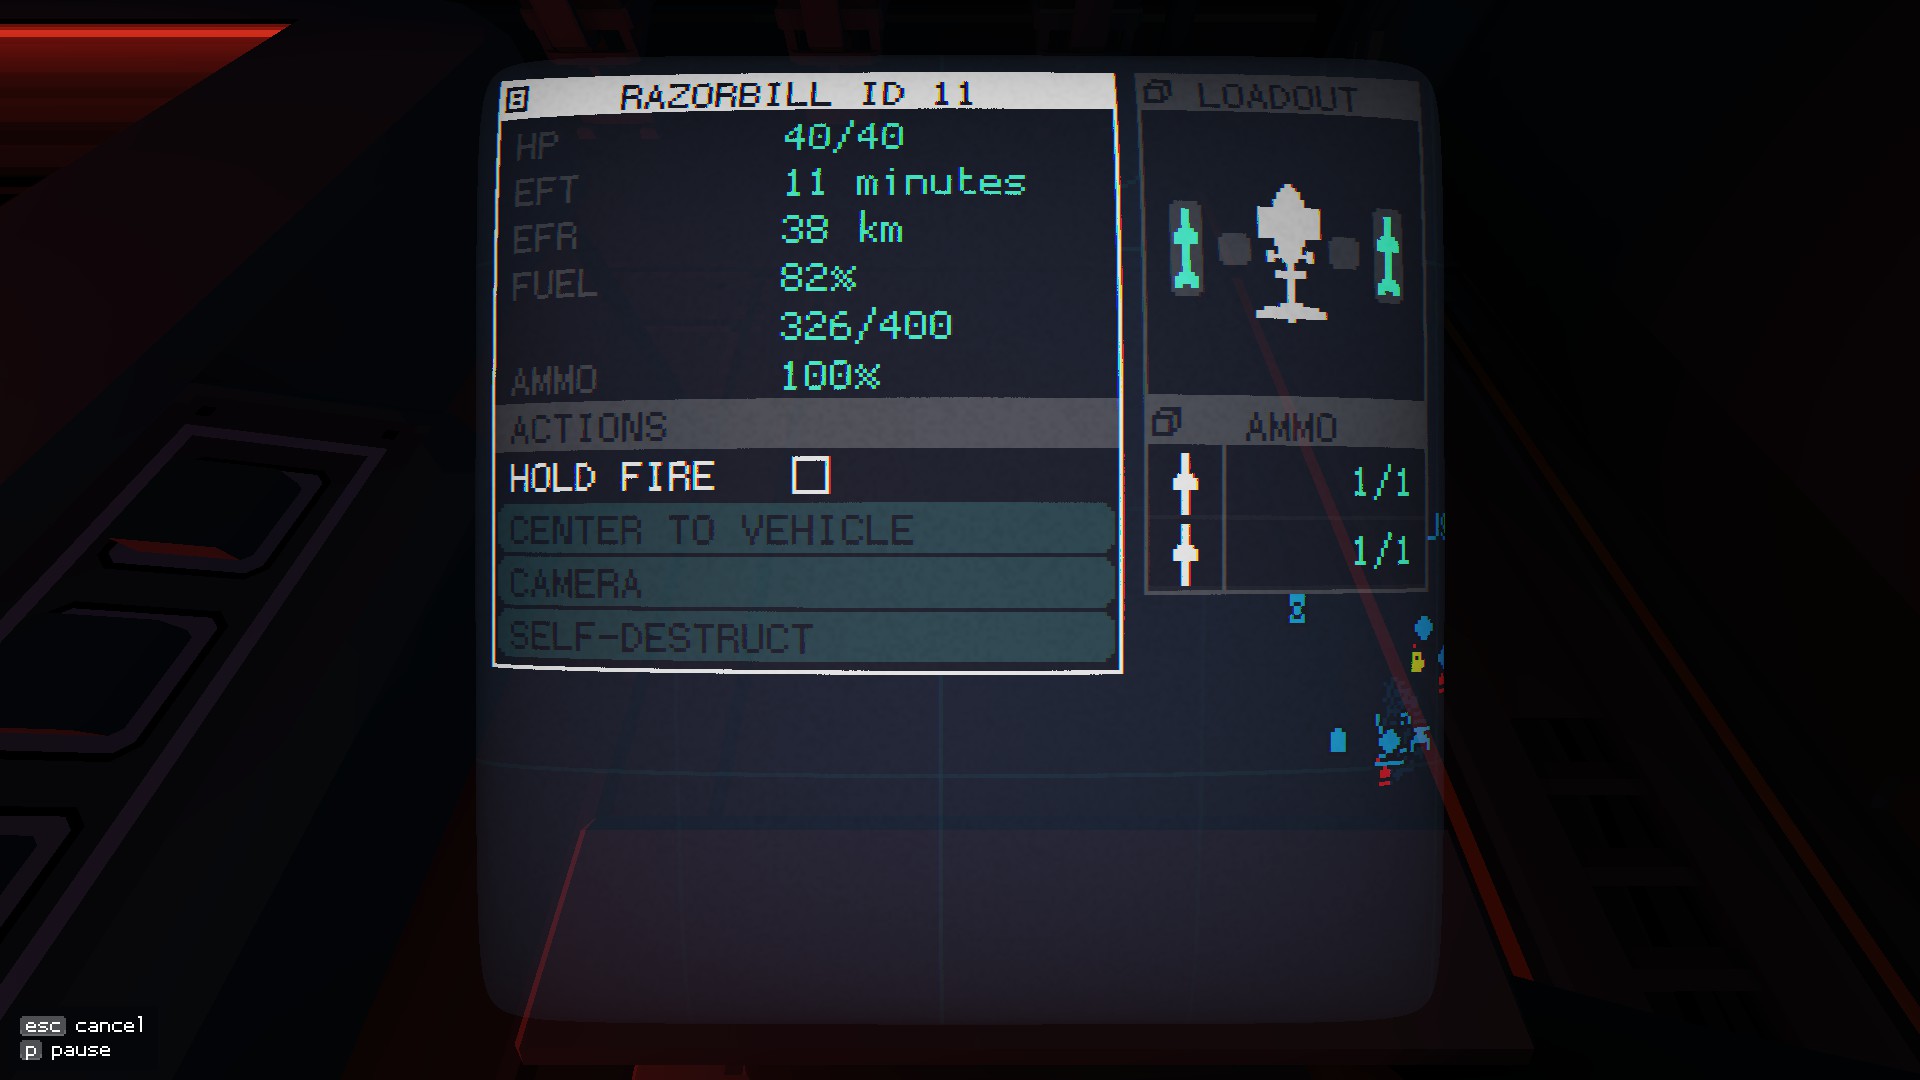 RAZORBILL ID 11
HP 40/40
EFT 11 minutes
EFR 38 km
FUEL 82%
326/400
AMMO 100%
ACTIONS
HOLD FIRE
CENTER TO VEHICLE
CAMERA
SELF-DESTRUCT
LOADOUT
AMMO
1/1
1/1
esc cancel
p pause